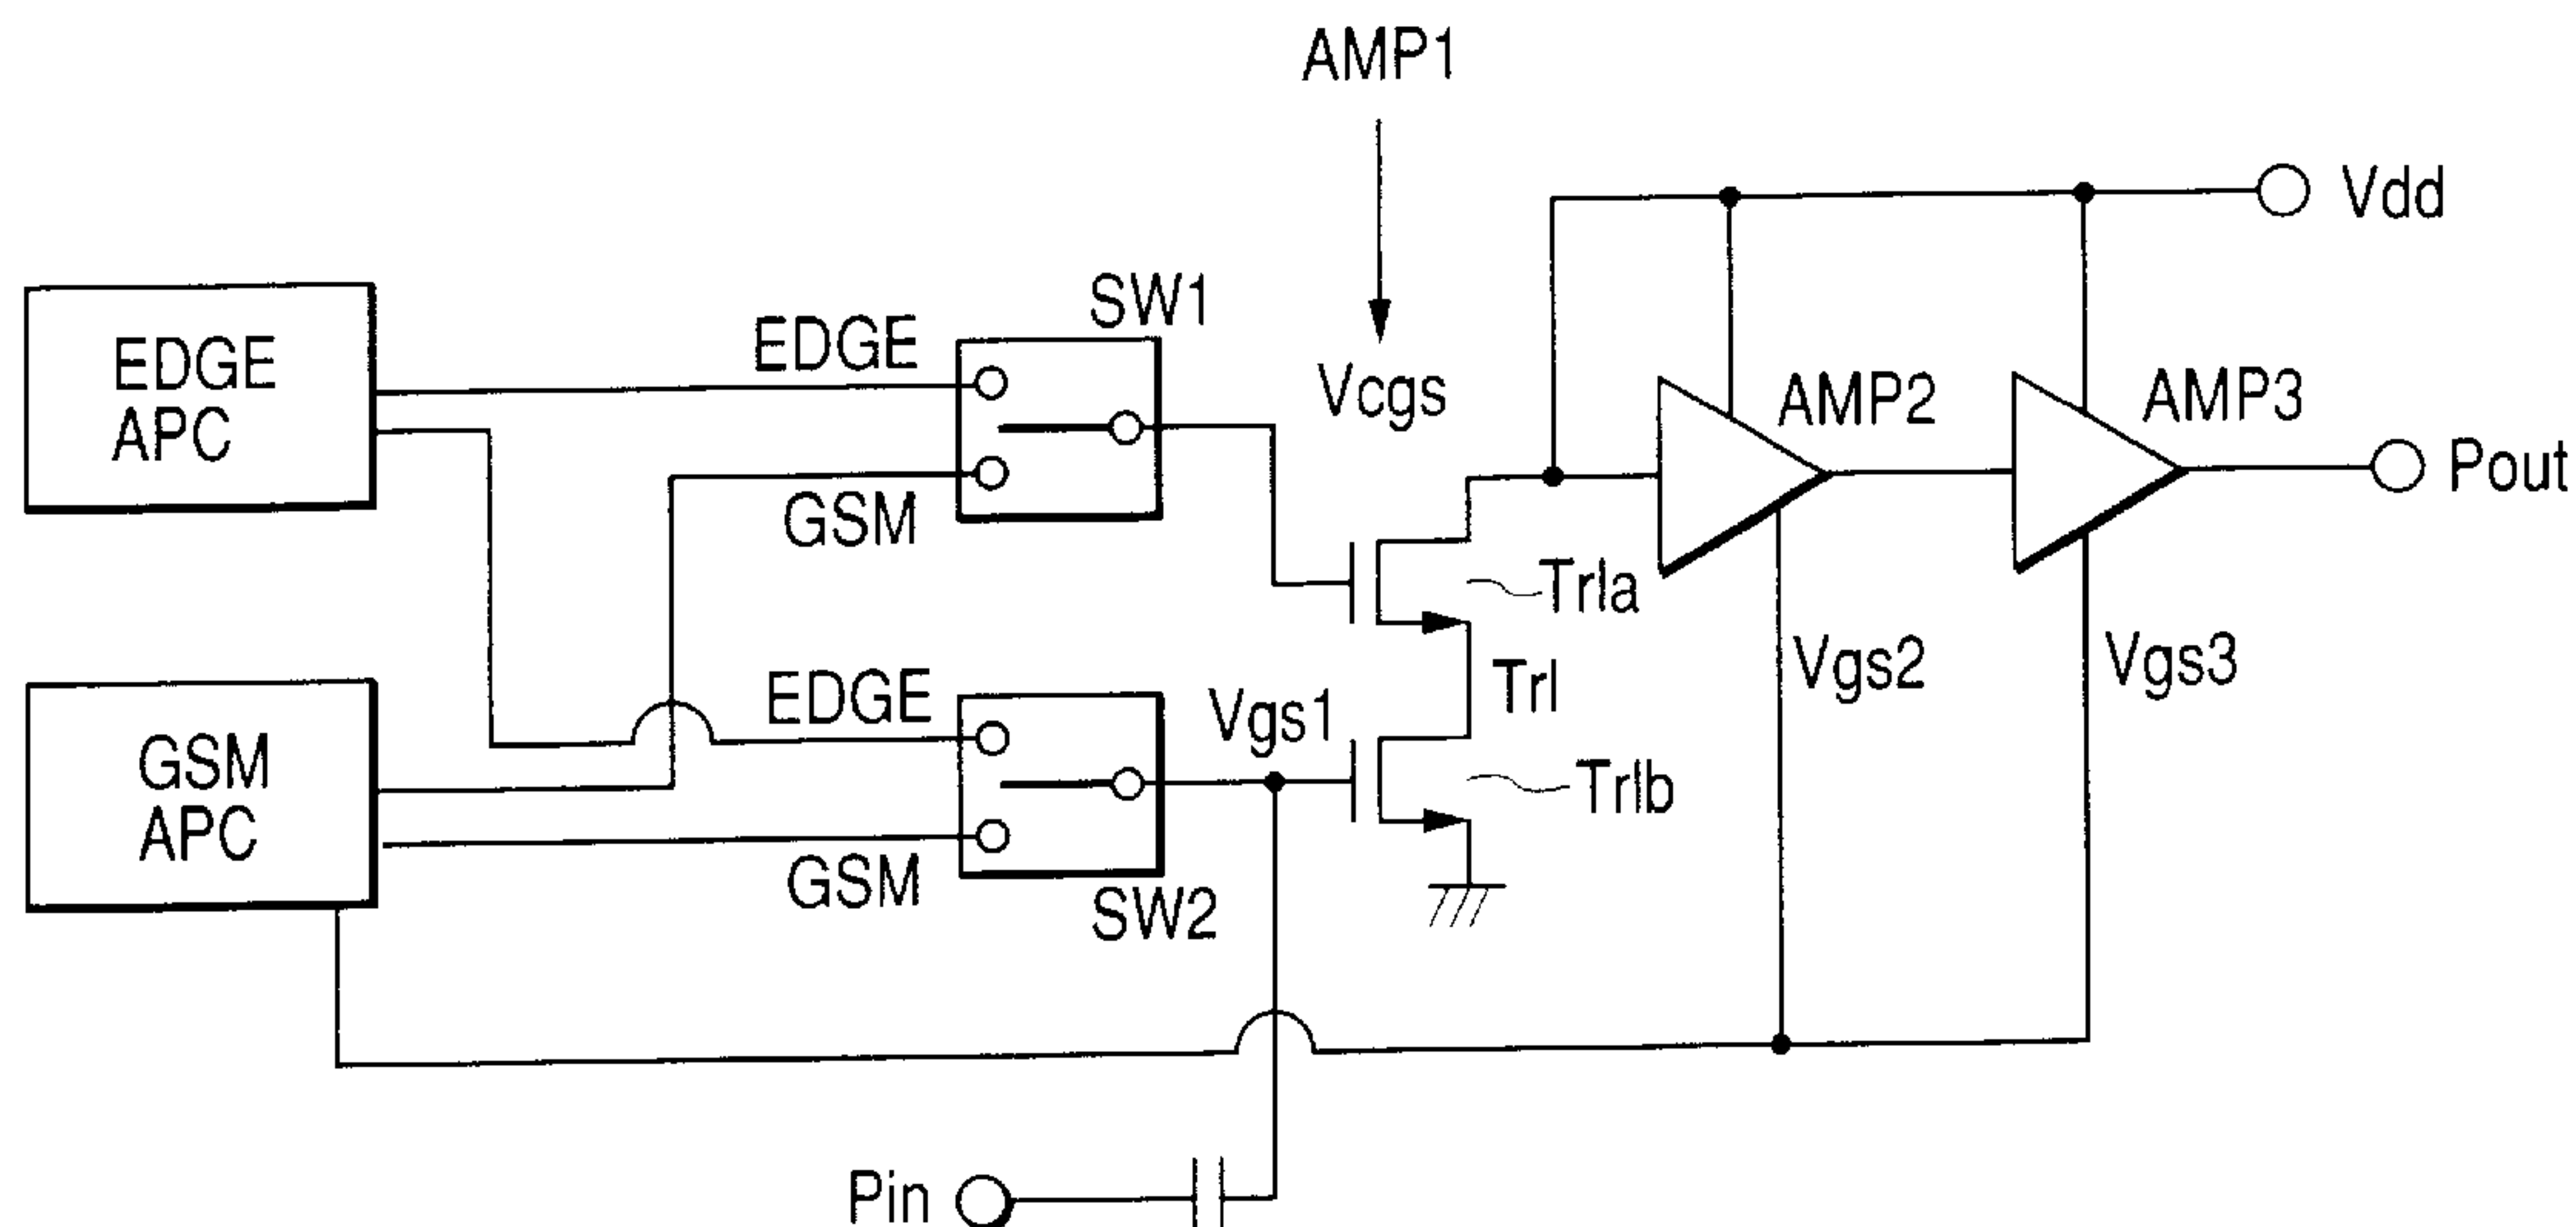 AMP1
Vdd
SW1
EDGE
EDGE
APC
Vcgs
AMP2
AMP3
Pout
GSM
Trla
EDGE
Trl
Vgs2
Vgs3
Vgs1
GSM
APC
Trlb
GSM
SW2
Pin